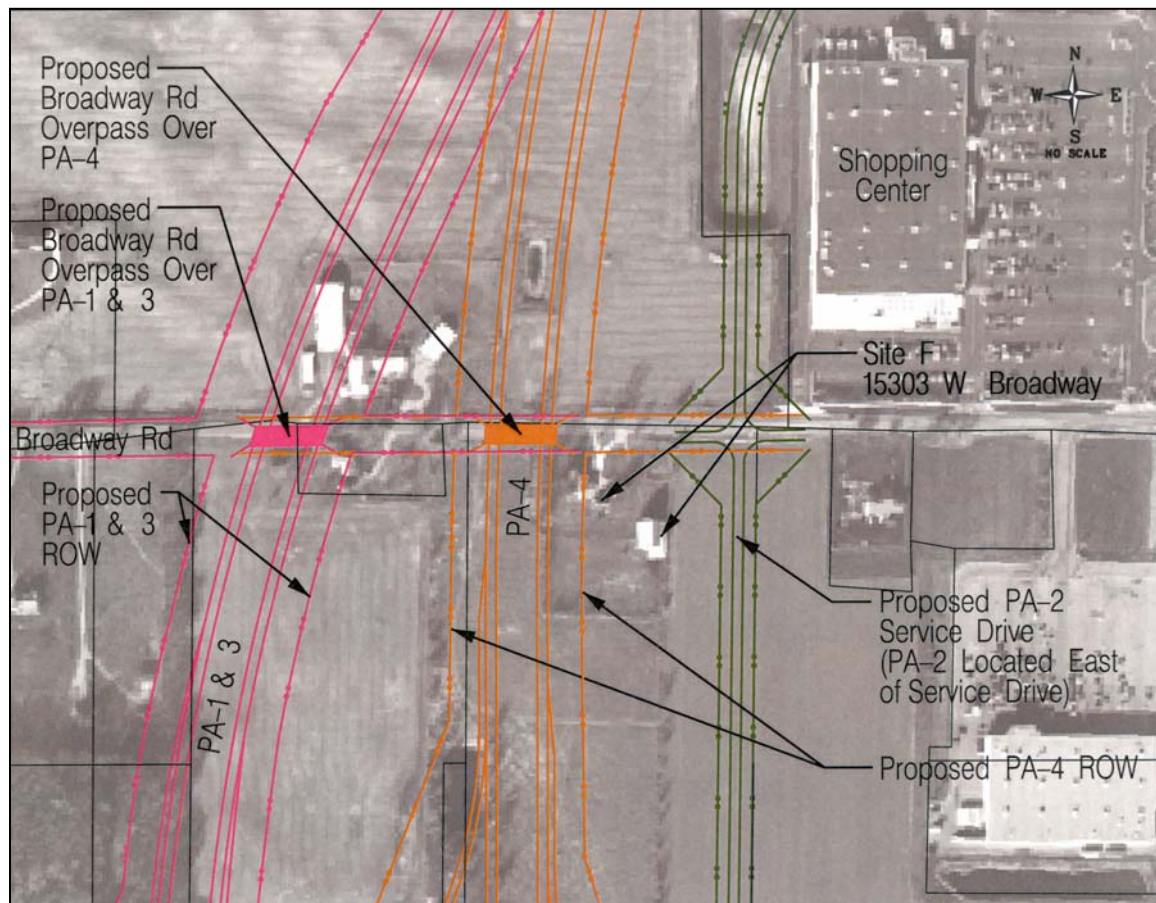 Proposed
Broadway Rd
Overpass Over
PA-4
Proposed
Broadway Rd
Overpass Over
PA-1 & 3
N
W
E
S
NO SCALE
Shopping
Center
Site F
15303 W Broadway
Broadway Rd
Proposed
PA-1 & 3
ROW
PA-4
PA-1 & 3
Proposed PA-2
Service Drive
(PA-2 Located East
of Service Drive)
Proposed PA-4 ROW